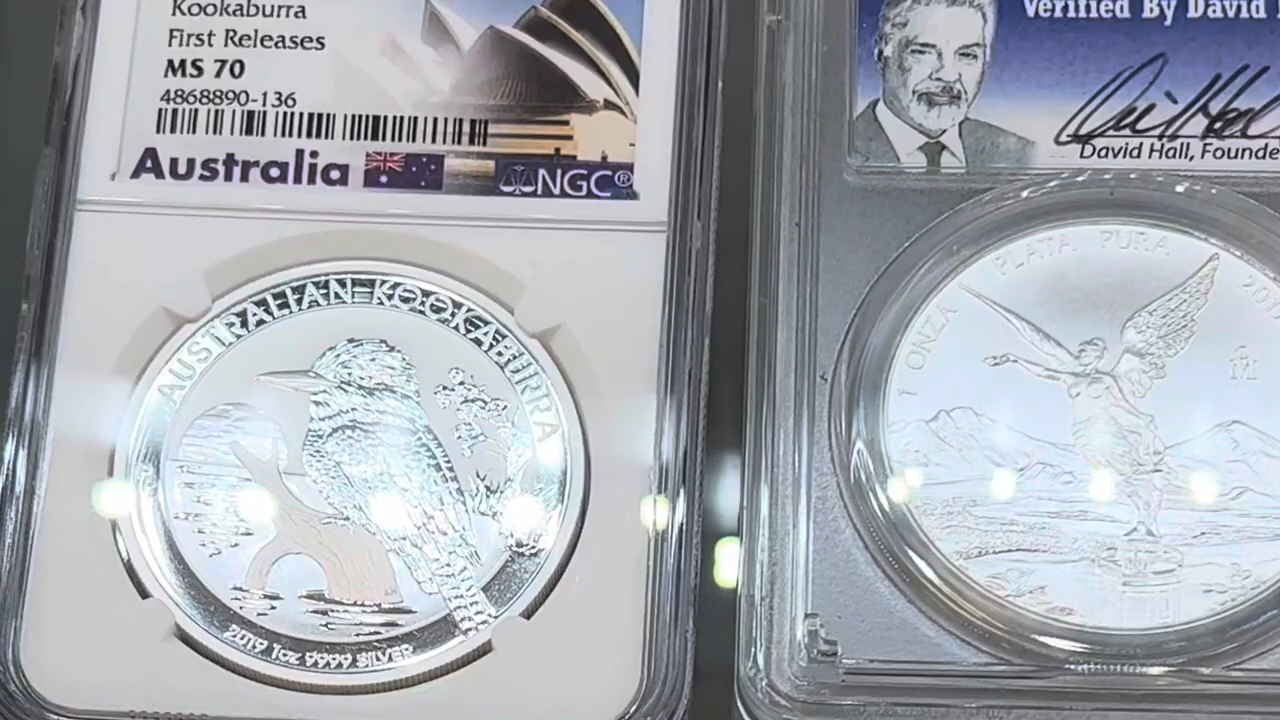 Kookaburra
First Releases
MS 70
4868890-136
Australia
NGC®
AUSTRALIAN KOOKABURRA
2019 1oz 9999 SILVER
Verified By David
David Hall, Founde
1 ONZA
PLATA PURA